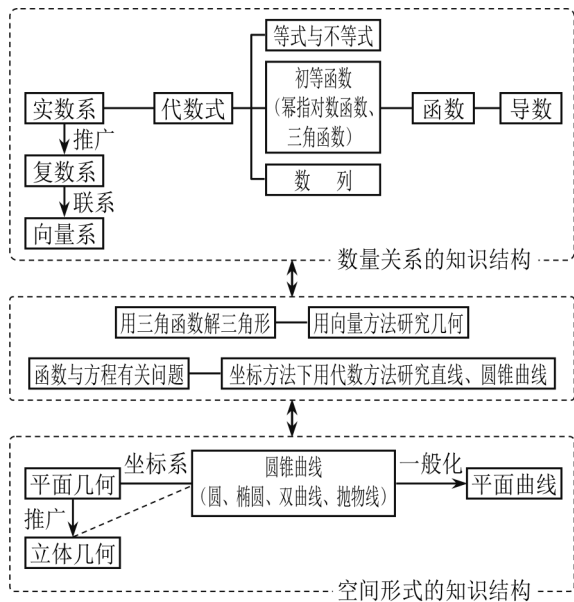 等式与不等式
初等函数
实数系
代数式
(幂指对数函数、
函数
导数
三角函数)
推广
复数系
数 列
联系
向量系
数量关系的知识结构
用三角函数解三角形
用向量方法研究几何
函数与方程有关问题
坐标方法下用代数方法研究直线、圆锥曲线
坐标系
圆锥曲线
一般化
平面几何
(圆、椭圆、双曲线、抛物线)
平面曲线
推广
立体几何
空间形式的知识结构